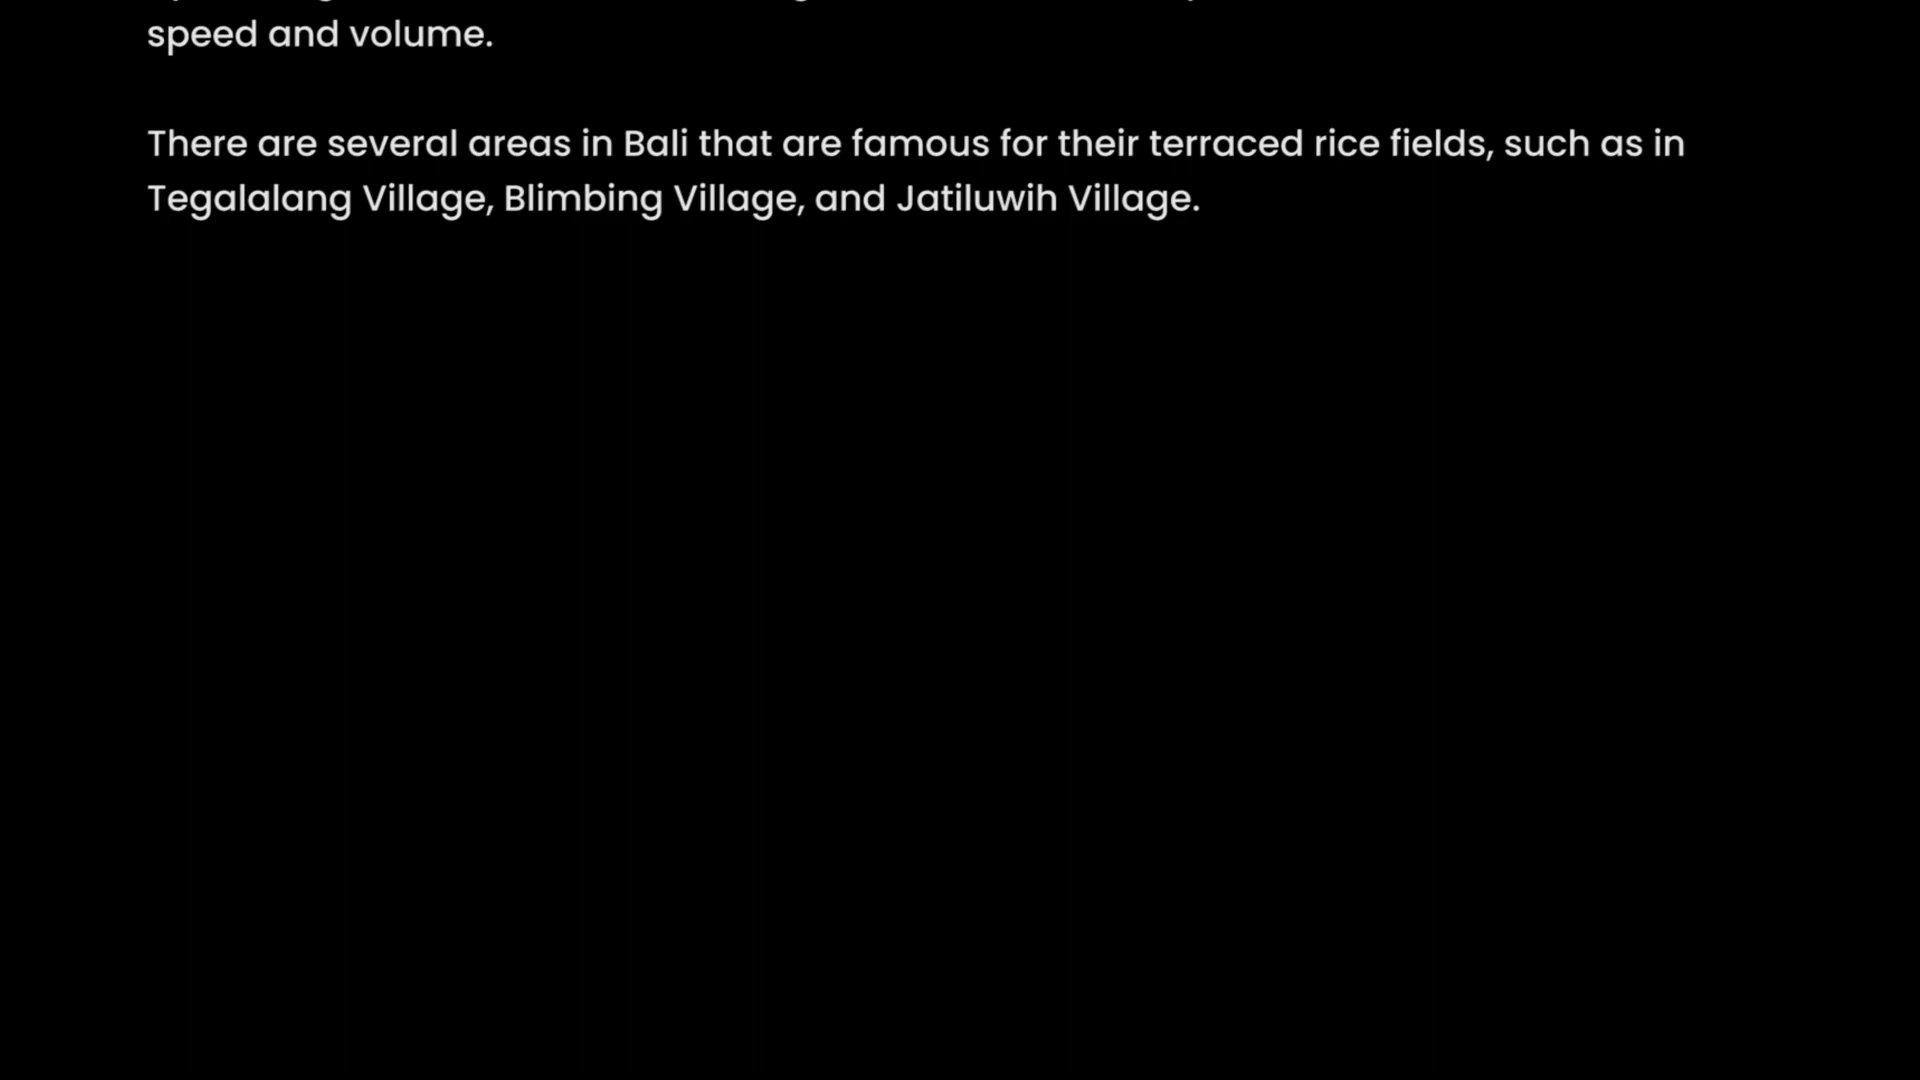 speed and volume.
There are several areas in Bali that are famous for their terraced rice fields, such as in
Tegalalang Village, Blimbing Village, and Jatiluwih Village.